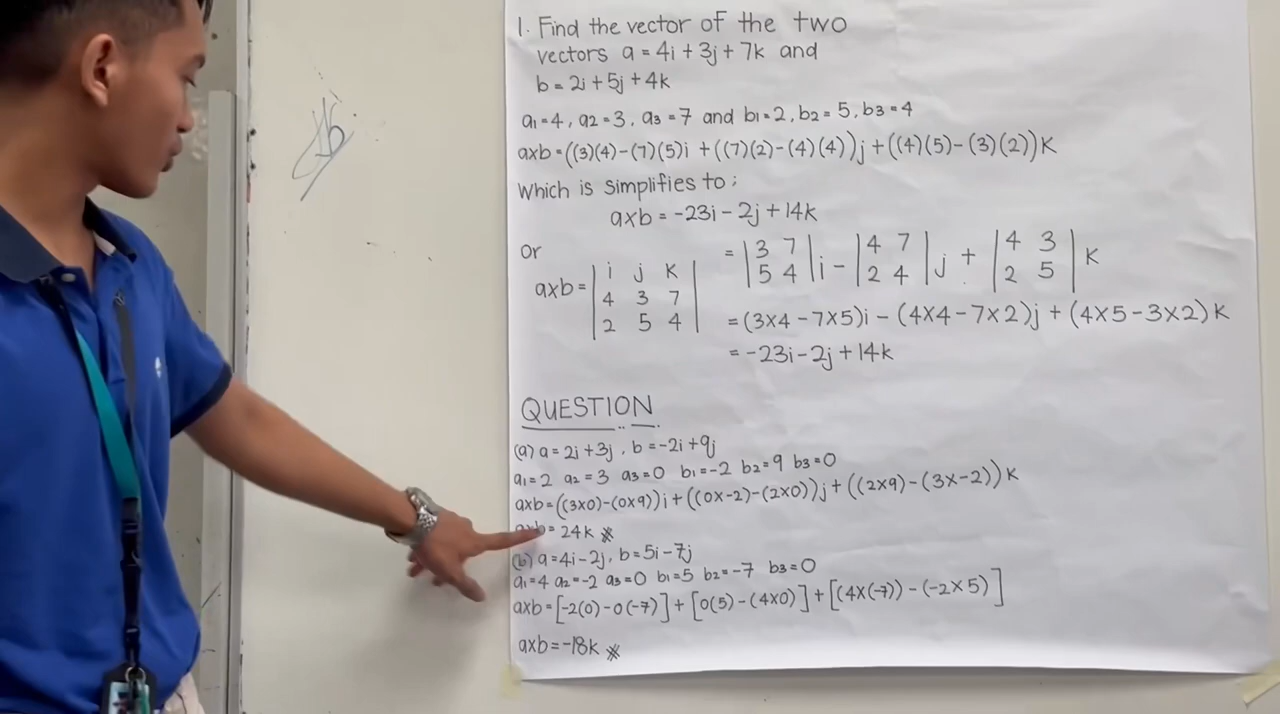 1. Find the vector of the two
vectors a = 4i + 3j + 7k and
b = 2i + 5j + 4k
a1 = 4, a2 = 3, a3 = 7 and b1 = 2, b2 = 5, b3 = 4
axb = ((3)(4) - (7)(5)i + ((7)(2) - (4)(4))j + ((4)(5) - (3)(2))K
Which is simplifies to;
axb = -23i - 2j + 14k
or
axb = | i j K |
| 4 3 7 |
| 2 5 4 |
= | 3 7 | i - | 4 7 | j + | 4 3 | K
| 5 4 | | 2 4 | | 2 5 |
= (3x4 - 7x5)i - (4x4 - 7x2)j + (4x5 - 3x2)K
= -23i - 2j + 14k
QUESTION
(a) a = 2i + 3j, b = -2i + 9j
a1 = 2 a2 = 3 a3 = 0 b1 = -2 b2 = 9 b3 = 0
axb = ((3x0) - (0x9))i + ((0x-2) - (2x0))j + ((2x9) - (3x-2))K
axb = 24k
(b) a = 4i - 2j, b = 5i - 7j
a1 = 4 a2 = -2 a3 = 0 b1 = 5 b2 = -7 b3 = 0
axb = [-2(0) - 0(-7)] + [0(5) - (4x0)] + [(4x(-7)) - (-2x5)]
axb = -18k